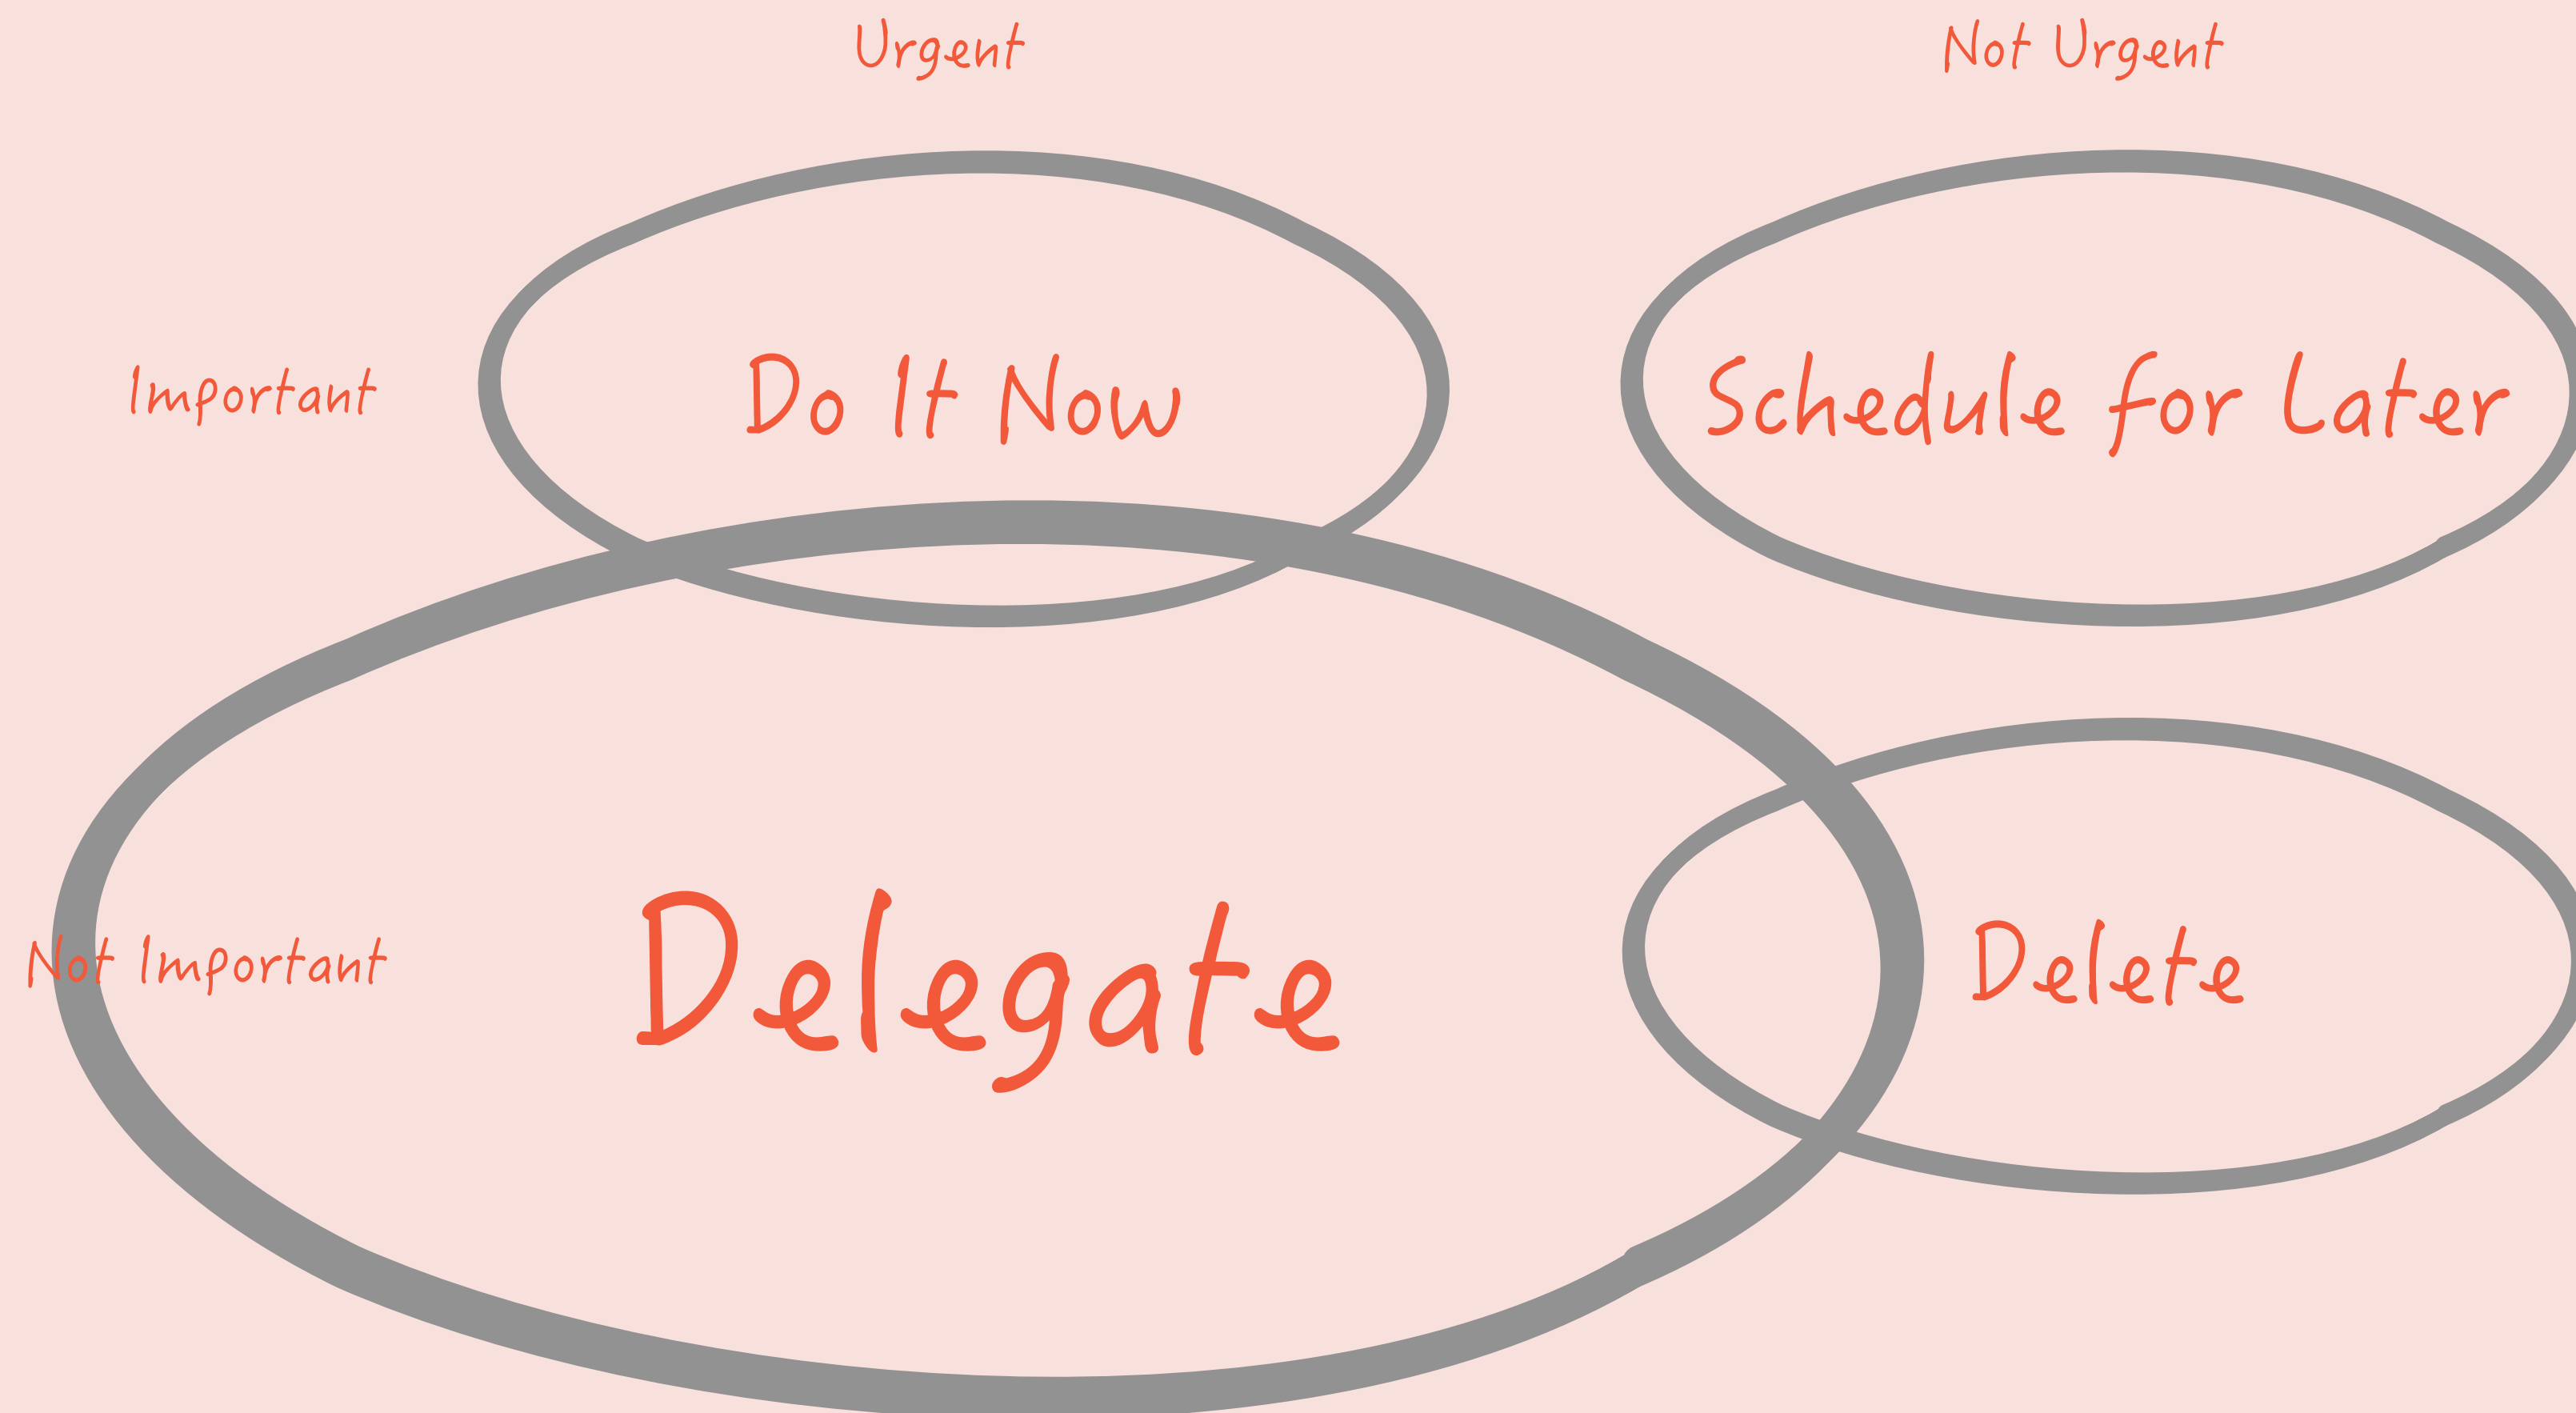 Urgent
Not Urgent
Important
Do It Now
Schedule for Later
Not Important
Delegate
Delete